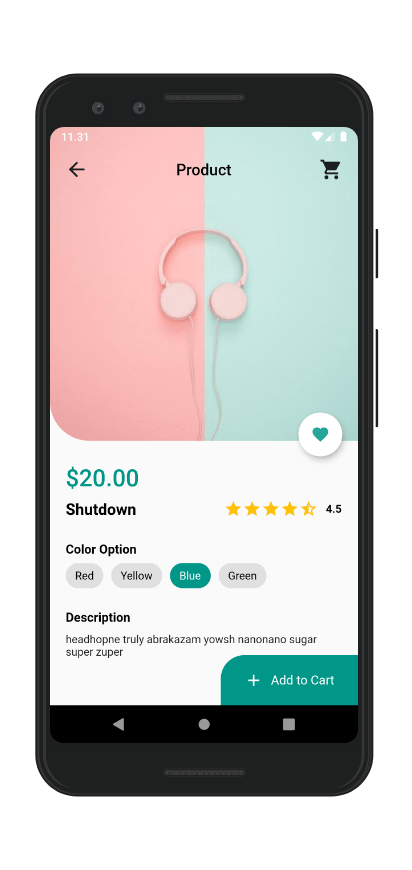 11.31
Product
$20.00
Shutdown
4.5
Color Option
Red Yellow Blue Green
Description
headhopne truly abrakazam yowsh nanonano sugar
super zuper
+ Add to Cart